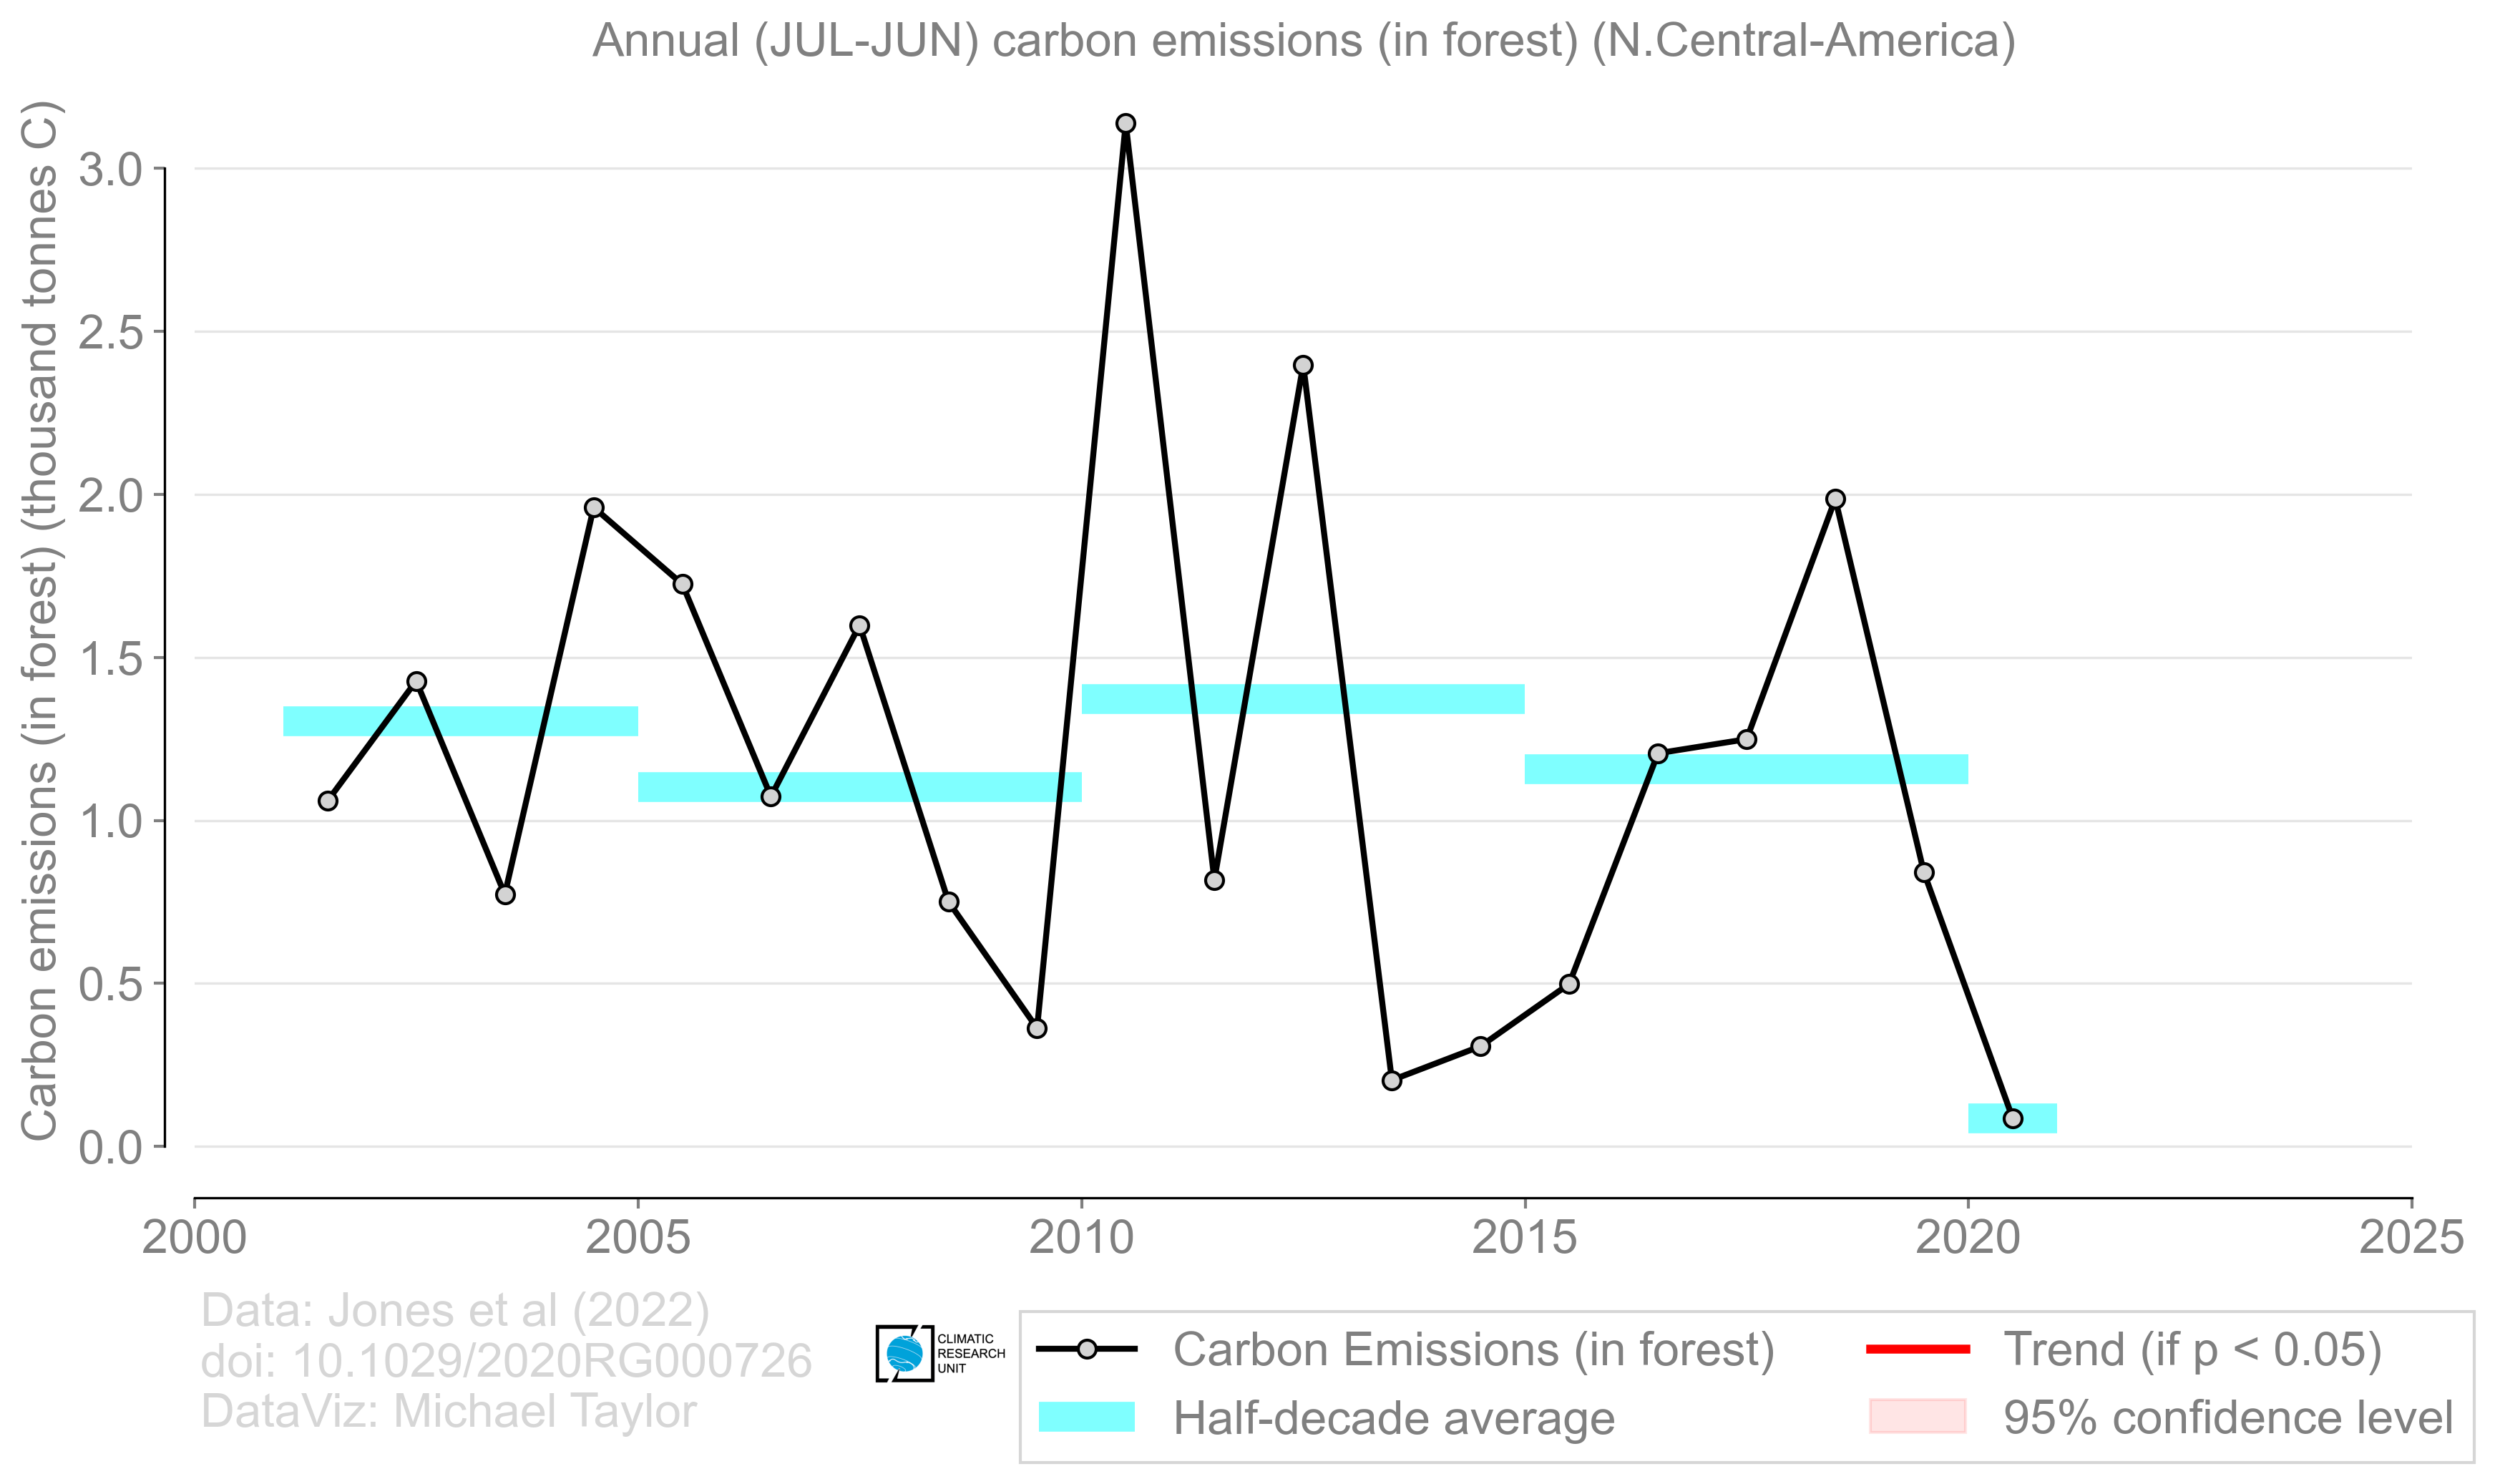 Annual (JUL-JUN) carbon emissions (in forest) (N.Central-America)
Carbon emissions (in forest) (thousand tonnes C)
3.0
2.5
2.0
1.5
1.0
0.5
0.0
2000 2005 2010 2015 2020 2025
Data: Jones et al (2022)
doi: 10.1029/2020RG000726
DataViz: Michael Taylor
CLIMATIC
RESEARCH
UNIT
Carbon Emissions (in forest)
Half-decade average
Trend (if p < 0.05)
95% confidence level